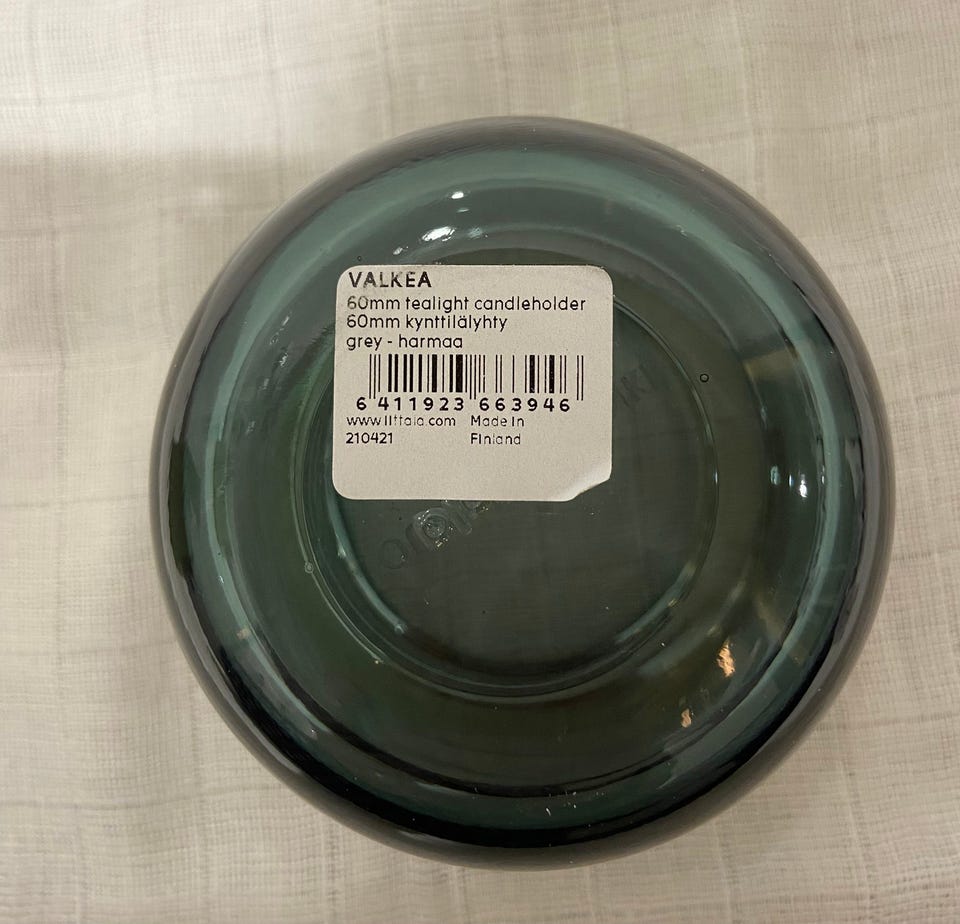 VALKEA
60mm tealight candleholder
60mm kynttilälyhty
grey - harmaa
6 411923 663946
www.iittala.com Made in
210421 Finland